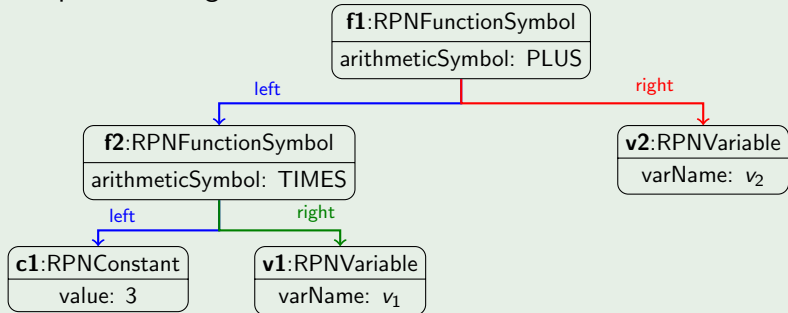 f1:RPNFunctionSymbol
arithmeticSymbol: PLUS
left
right
f2:RPNFunctionSymbol
arithmeticSymbol: TIMES
v2:RPNVariable
varName: v₂
left
right
c1:RPNConstant
value: 3
v1:RPNVariable
varName: v₁